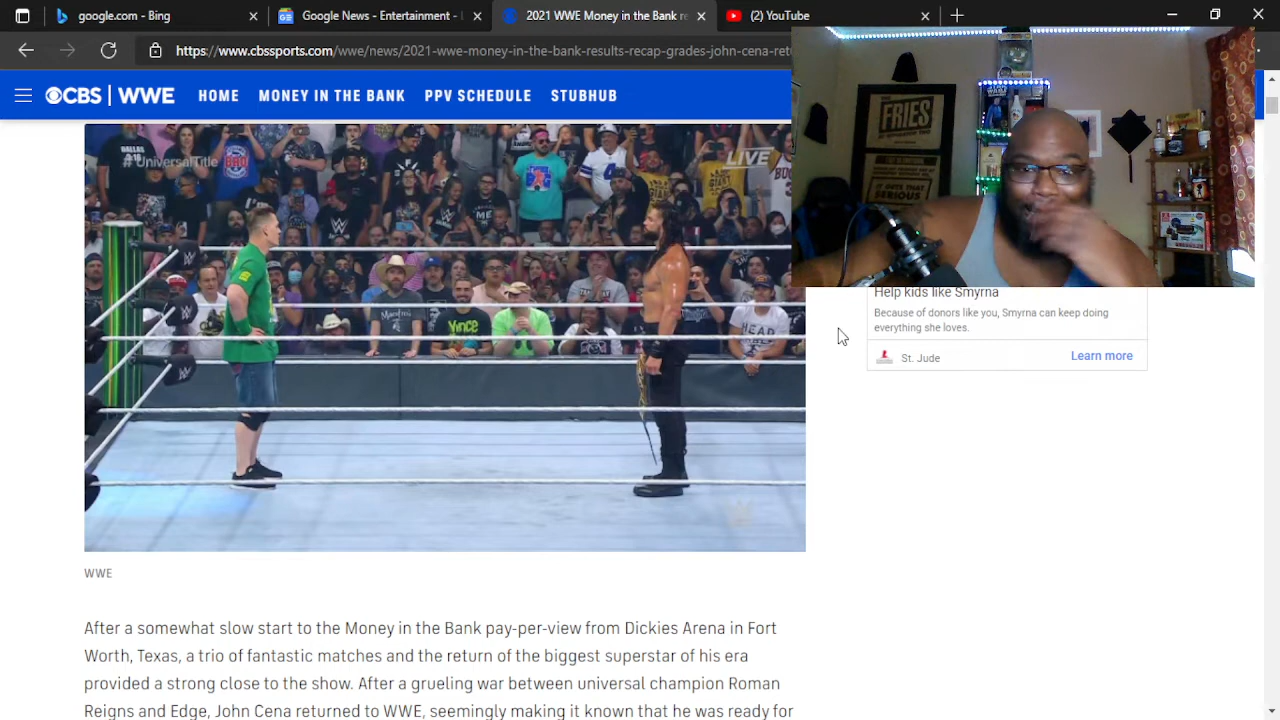 google.com - Bing
Google News - Entertainment - L
2021 WWE Money in the Bank re
(2) YouTube
https://www.cbssports.com/wwe/news/2021-wwe-money-in-the-bank-results-recap-grades-john-cena-retu
CBS | WWE
HOME
MONEY IN THE BANK
PPV SCHEDULE
STUBHUB
# UniversalTitle
LIVE
FRIES
Help kids like Smyrna
Because of donors like you, Smyrna can keep doing
everything she loves.
St. Jude
Learn more
WWE
After a somewhat slow start to the Money in the Bank pay-per-view from Dickies Arena in Fort
Worth, Texas, a trio of fantastic matches and the return of the biggest superstar of his era
provided a strong close to the show. After a grueling war between universal champion Roman
Reigns and Edge, John Cena returned to WWE, seemingly making it known that he was ready for